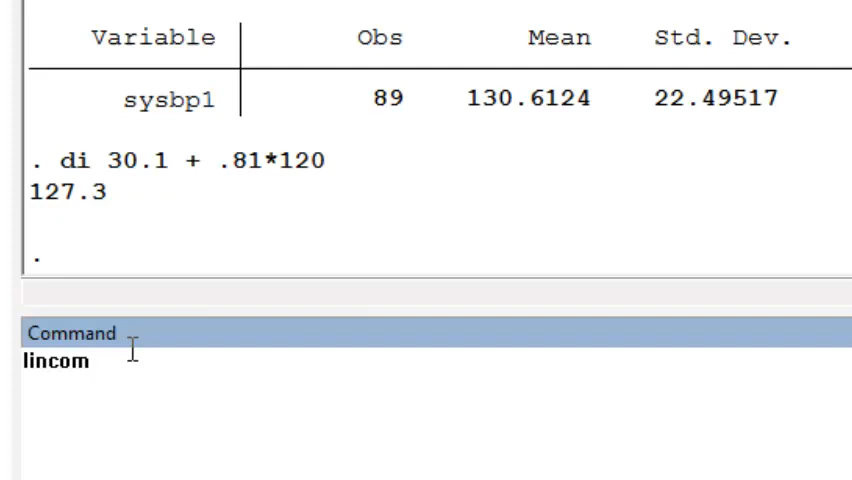 Variable Obs Mean Std. Dev.
sysbp1 89 130.6124 22.49517
. di 30.1 + .81*120
127.3
.
Command
lincom